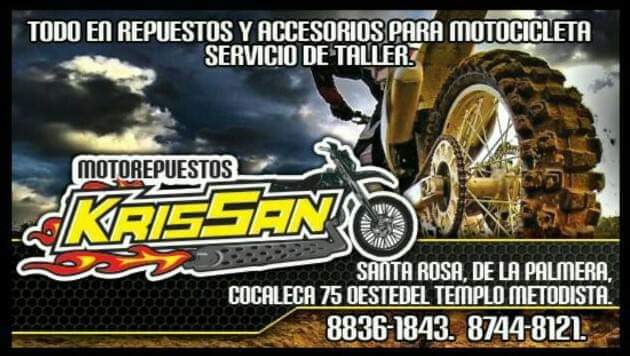 TODO EN REPUESTOS Y ACCESORIOS PARA MOTOCICLETA
SERVICIO DE TALLER.
MOTOREPUESTOS
KRISSAN
SANTA ROSA, DE LA PALMERA,
COCALECA 75 OESTEDEL TEMPLO METODISTA.
8836-1843. 8744-8121.